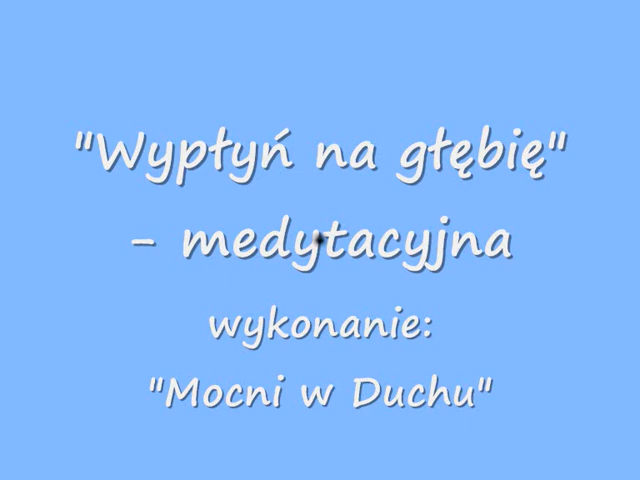 "Wypłyń na głębię"
- medytacyjna
wykonanie:
"Mocni w Duchu"